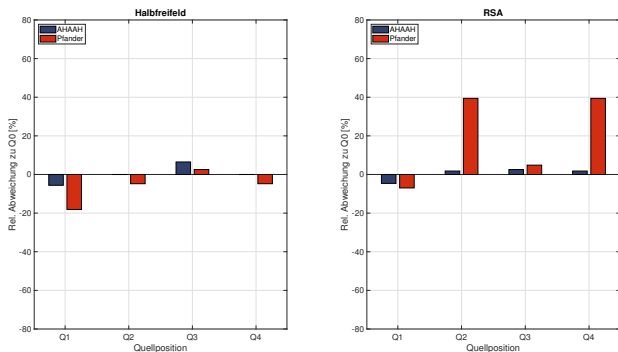 Halbfreifeld
AHAAH
Pfander
80
60
40
20
0
-20
-40
-60
-80
Rel. Abweichung zu Q0 [%]
Q1 Q2 Q3 Q4
Quellposition
RSA
AHAAH
Pfander
80
60
40
20
0
-20
-40
-60
-80
Rel. Abweichung zu Q0 [%]
Q1 Q2 Q3 Q4
Quellposition